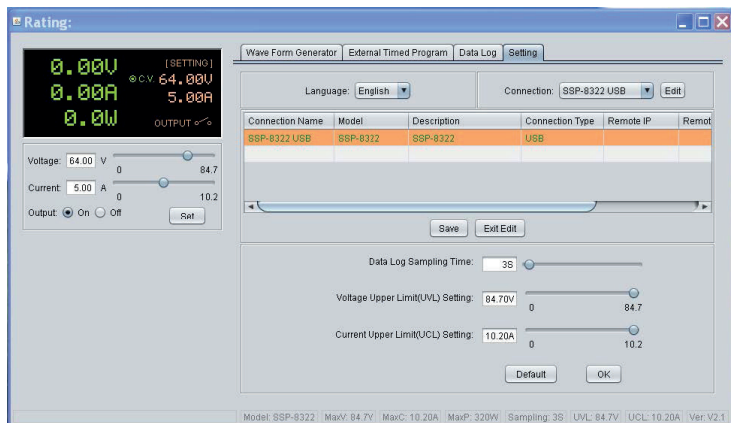 Rating:
0.00V
[SETTING]
C.V. 64.00V
0.00A
5.00A
0.0W
OUTPUT
Voltage: 64.00 V
0 84.7
Current: 5.00 A
0 10.2
Output: On Off Set
Wave Form Generator External Timed Program Data Log Setting
Language: English Connection: SSP-8322 USB Edit
Connection Name Model Description Connection Type Remote IP Remot
SSP-8322 USB SSP-8322 SSP-8322 USB
Save Exit Edit
Data Log Sampling Time: 3S
Voltage Upper Limit(UVL) Setting: 84.70V
0 84.7
Current Upper Limit(UCL) Setting: 10.20A
0 10.2
Default OK
Model: SSP-8322 MaxV: 84.7V MaxC: 10.20A MaxP: 320W Sampling: 3S UVL: 84.7V UCL: 10.20A Ver: V2.1